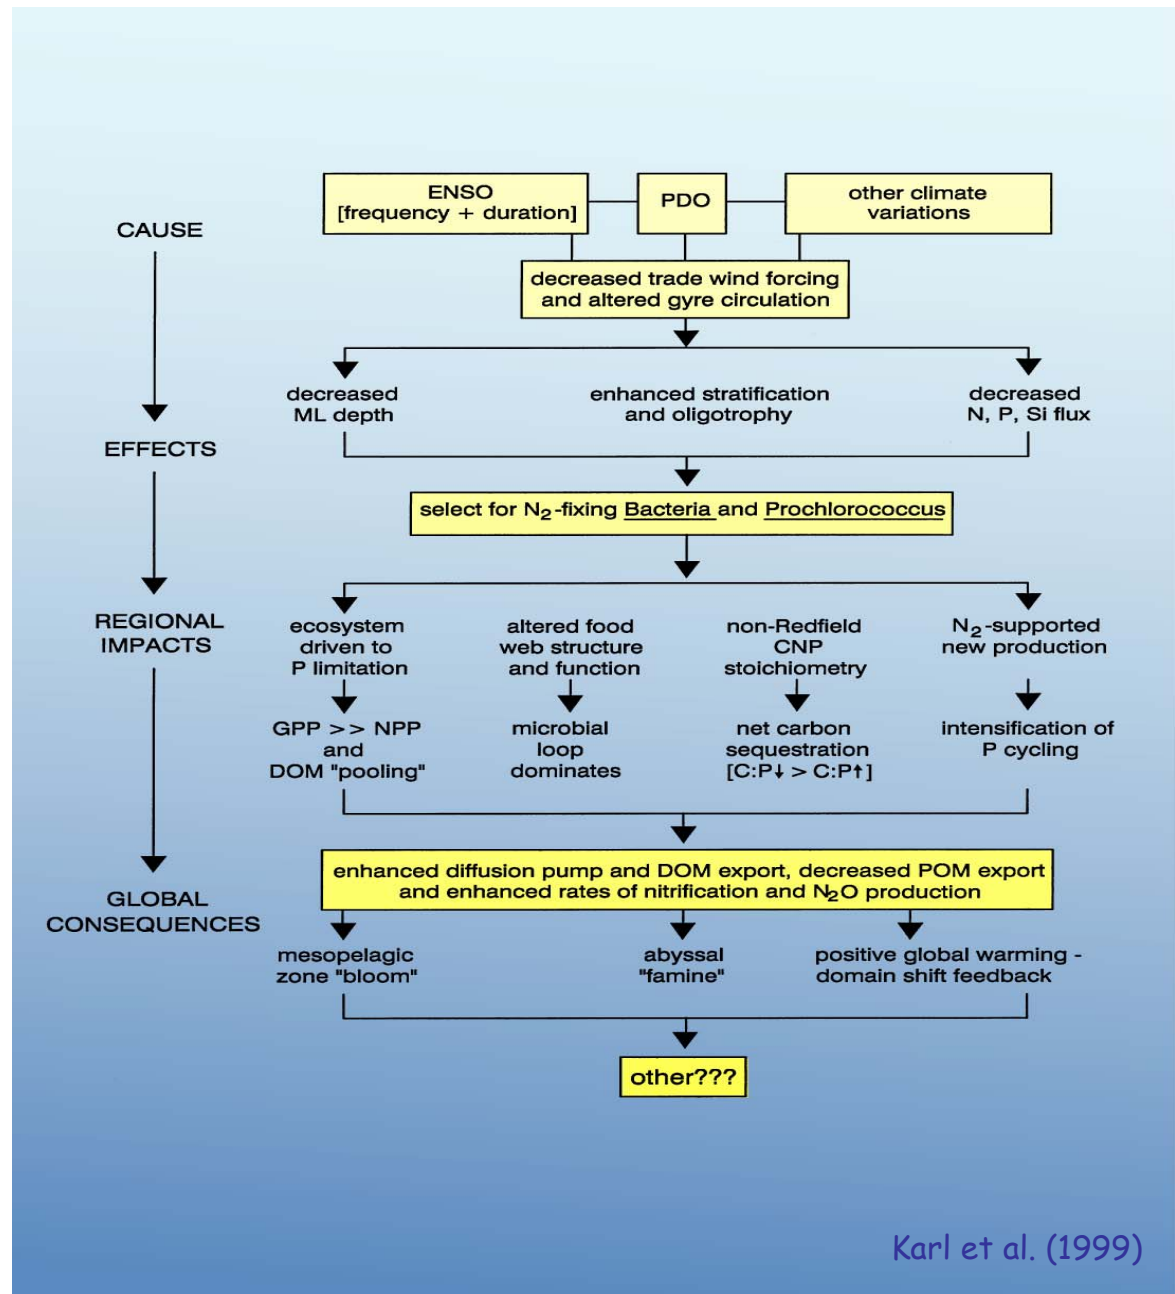 CAUSE
EFFECTS
REGIONAL
IMPACTS
GLOBAL
CONSEQUENCES
ENSO
[frequency + duration]
PDO
other climate
variations
decreased trade wind forcing
and altered gyre circulation
decreased
ML depth
enhanced stratification
and oligotrophy
decreased
N, P, Si flux
select for N₂-fixing Bacteria and Prochlorococcus
ecosystem
driven to
P limitation
altered food
web structure
and function
non-Redfield
CNP
stoichiometry
N₂-supported
new production
GPP >> NPP
and
DOM "pooling"
microbial
loop
dominates
net carbon
sequestration
[C:P↓ > C:P↑]
intensification of
P cycling
enhanced diffusion pump and DOM export, decreased POM export
and enhanced rates of nitrification and N₂O production
mesopelagic
zone "bloom"
abyssal
"famine"
positive global warming -
domain shift feedback
other???
Karl et al. (1999)